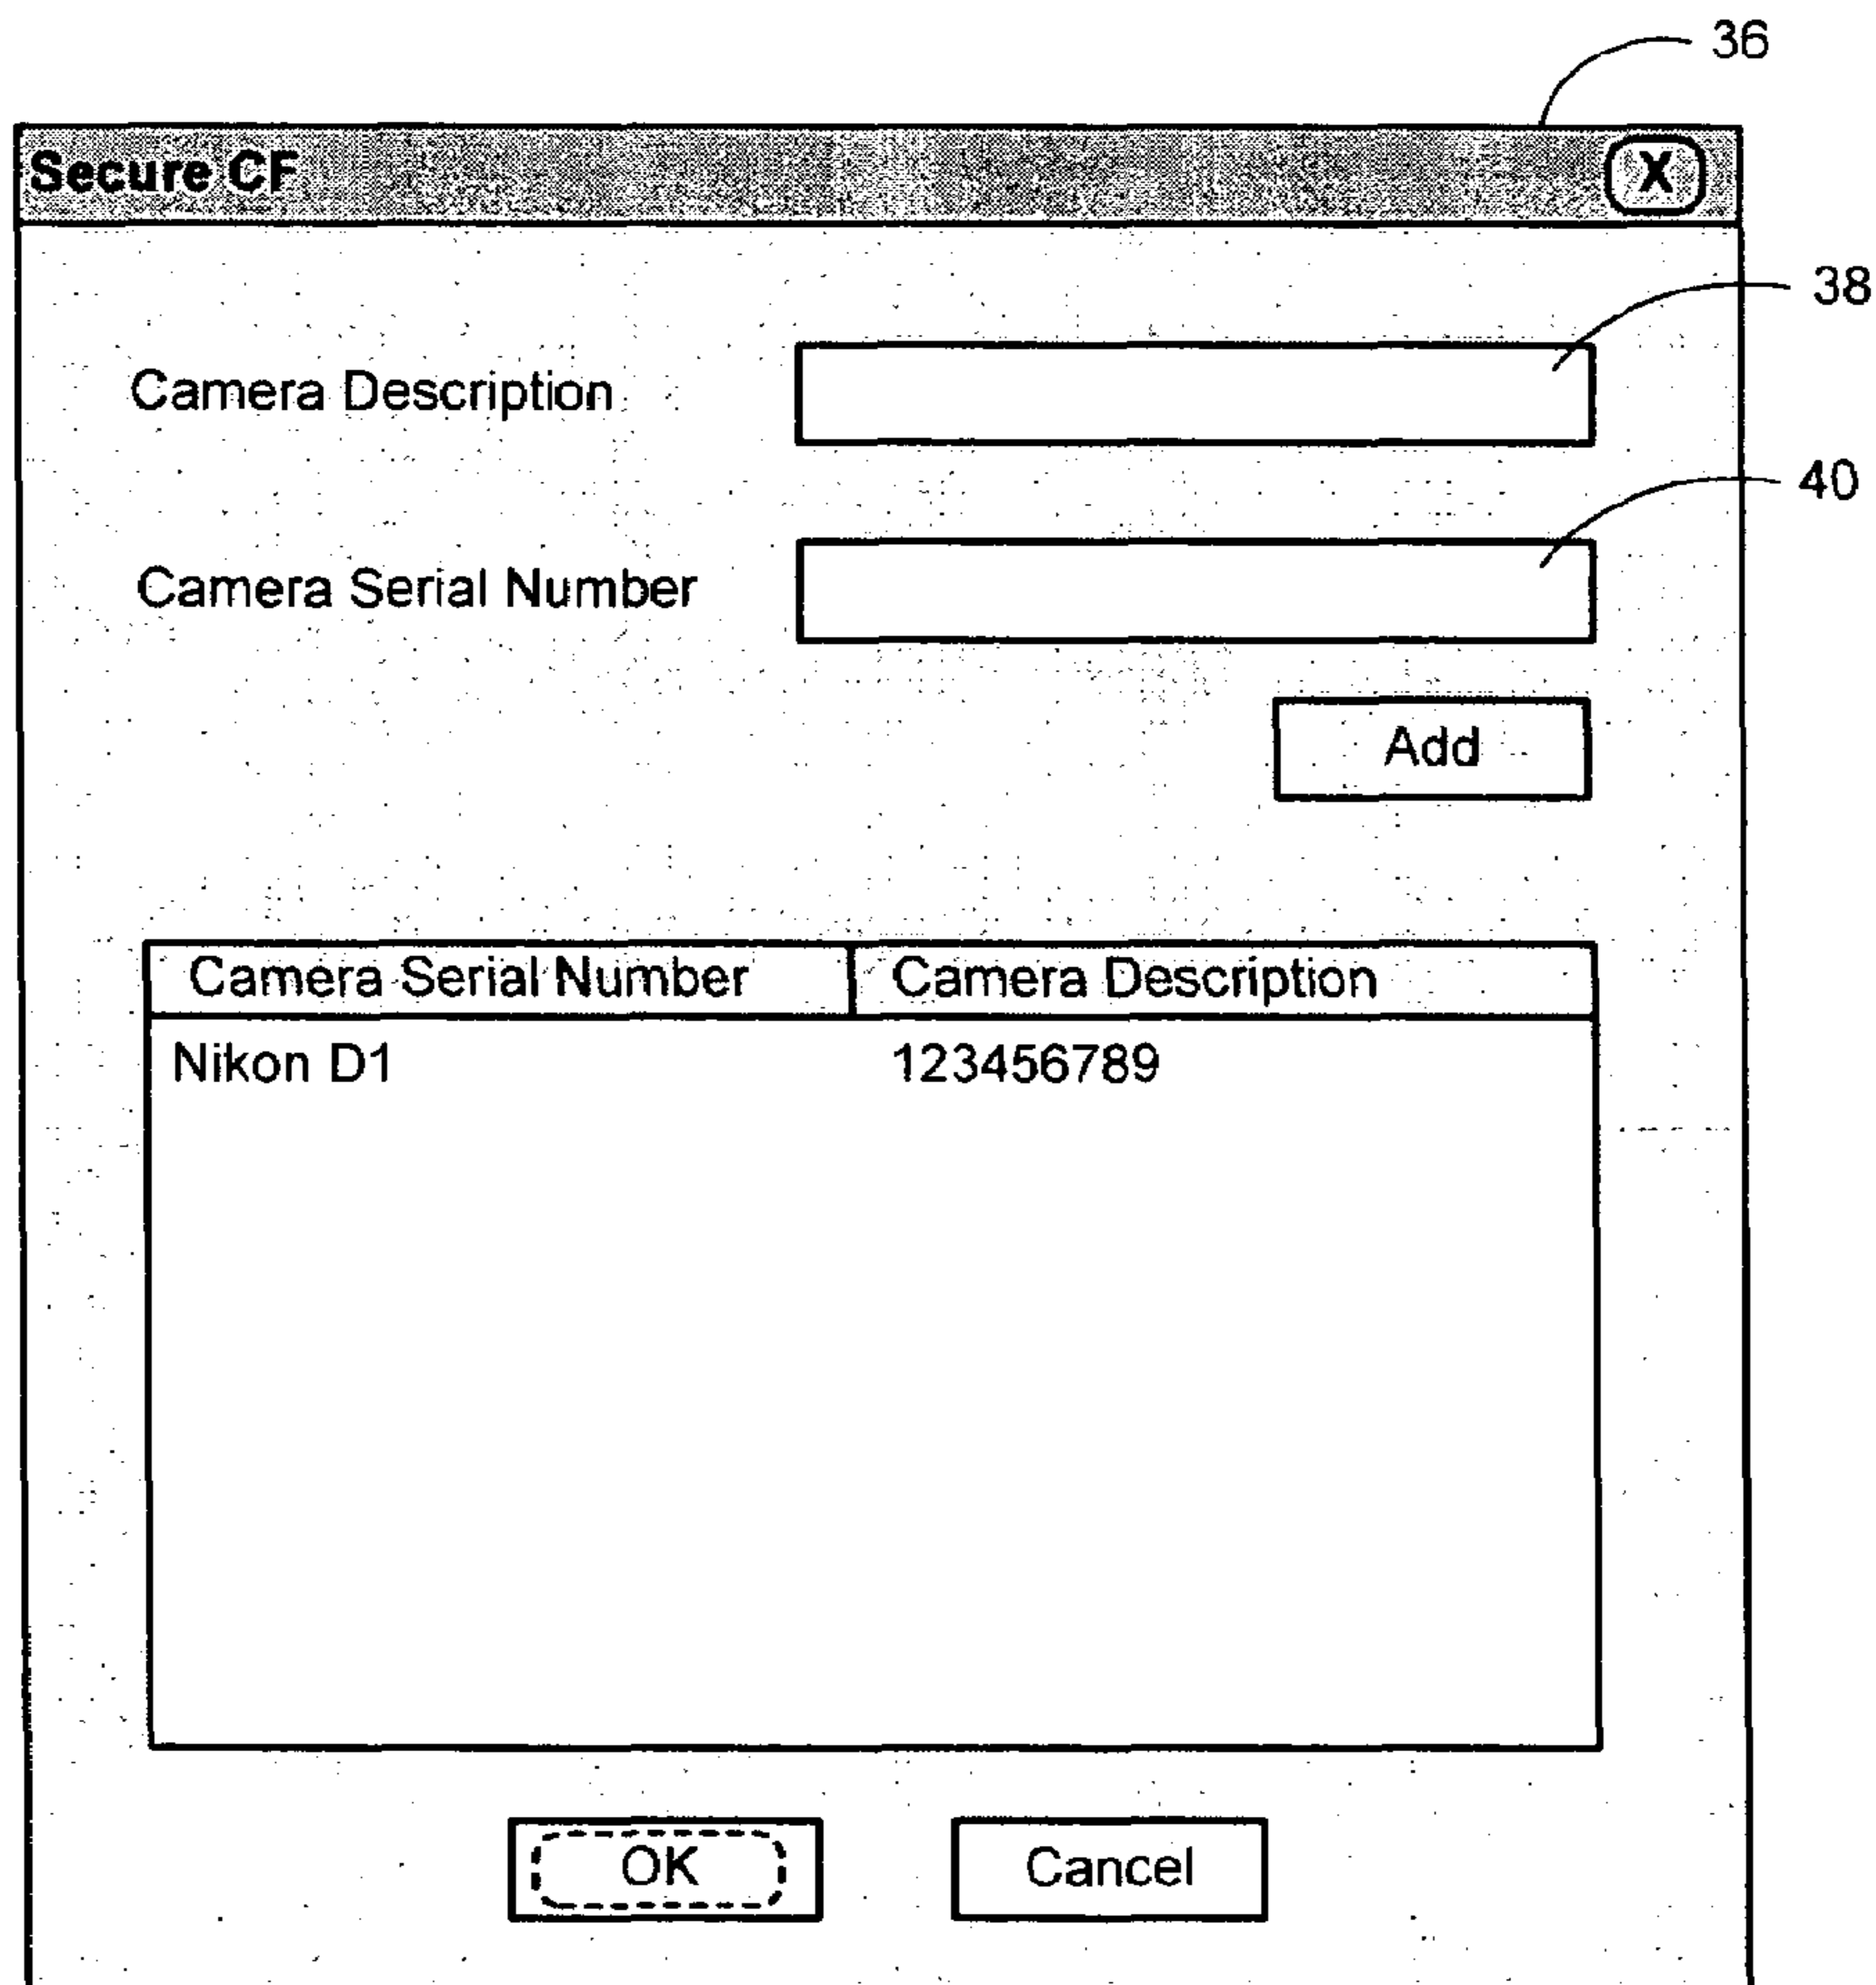 36
Secure CF X
38
Camera Description
40
Camera Serial Number
Add
Camera Serial Number Camera Description
Nikon D1 123456789
OK Cancel